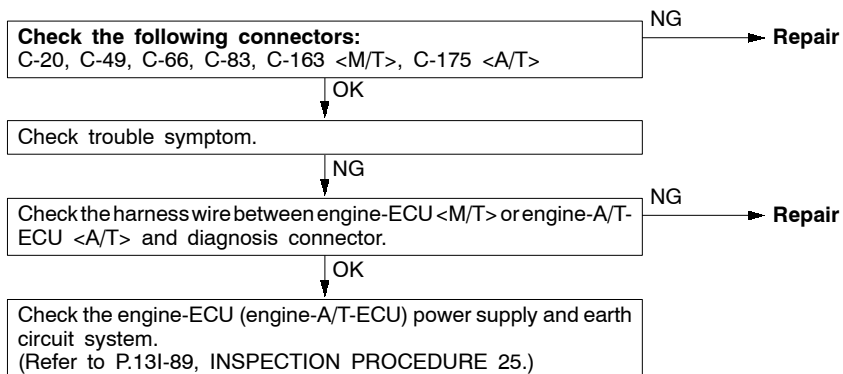 Check the following connectors:
C-20, C-49, C-66, C-83, C-163 <M/T>, C-175 <A/T>
NG
Repair
OK
Check trouble symptom.
NG
Check the harness wire between engine-ECU <M/T> or engine-A/T-
ECU <A/T> and diagnosis connector.
NG
Repair
OK
Check the engine-ECU (engine-A/T-ECU) power supply and earth
circuit system.
(Refer to P.13I-89, INSPECTION PROCEDURE 25.)